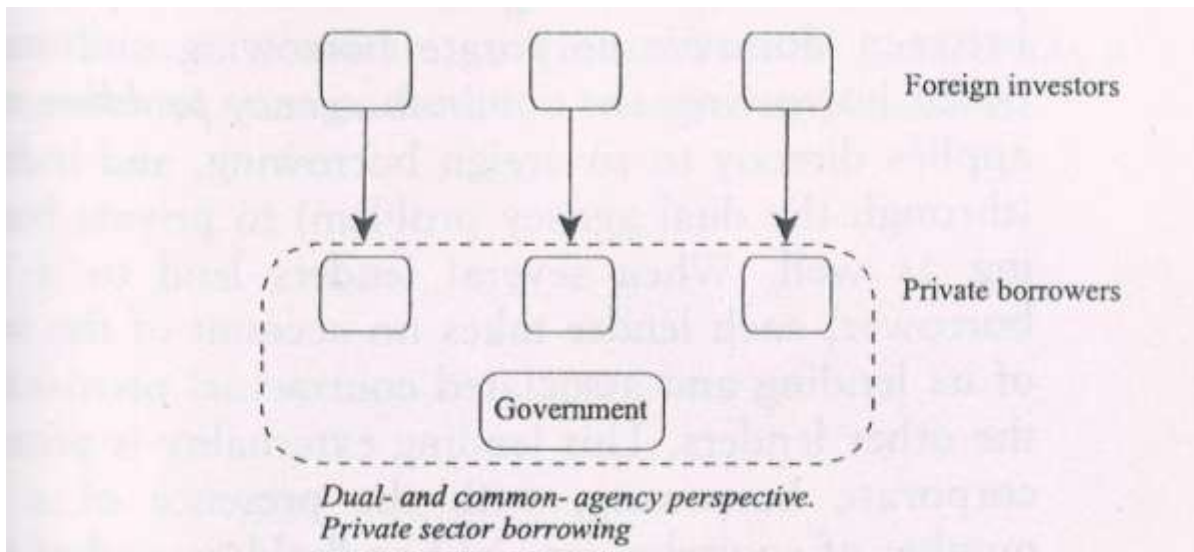 Foreign investors
Private borrowers
Government
Dual- and common- agency perspective.
Private sector borrowing